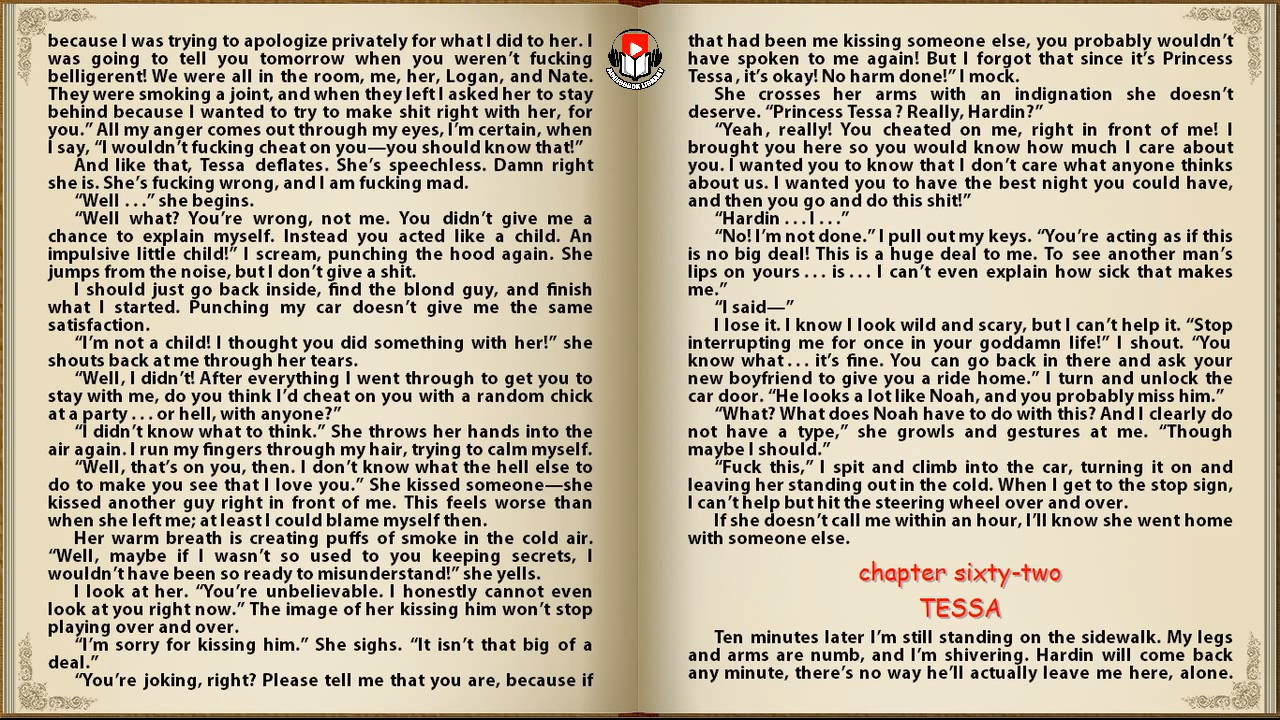 because I was trying to apologize privately for what I did to her. I
was going to tell you tomorrow when you weren't fucking
belligerent! We were all in the room, me, her, Logan, and Nate.
They were smoking a joint, and when they left I asked her to stay
behind because I wanted to try to make shit right with her, for
you.” All my anger comes out through my eyes, I'm certain, when
I say, “I wouldn't fucking cheat on you—you should know that!”
And like that, Tessa deflates. She's speechless. Damn right
she is. She's fucking wrong, and I am fucking mad.
“Well . . .” she begins.
“Well what? You're wrong, not me. You didn't give me a
chance to explain myself. Instead you acted like a child. An
impulsive little child!” I scream, punching the hood again. She
jumps from the noise, but I don't give a shit.
I should just go back inside, find the blond guy, and finish
what I started. Punching my car doesn't give me the same
satisfaction.
“I'm not a child! I thought you did something with her!” she
shouts back at me through her tears.
“Well, I didn't! After everything I went through to get you to
stay with me, do you think I'd cheat on you with a random chick
at a party . . . or hell, with anyone?”
“I didn't know what to think.” She throws her hands into the
air again. I run my fingers through my hair, trying to calm myself.
“Well, that's on you, then. I don't know what the hell else to
do to make you see that I love you.” She kissed someone—she
kissed another guy right in front of me. This feels worse than
when she left me; at least I could blame myself then.
Her warm breath is creating puffs of smoke in the cold air.
“Well, maybe if I wasn't so used to you keeping secrets, I
wouldn't have been so ready to misunderstand!” she yells.
I look at her. “You're unbelievable. I honestly cannot even
look at you right now.” The image of her kissing him won't stop
playing over and over.
“I'm sorry for kissing him.” She sighs. “It isn't that big of a
deal.”
“You're joking, right? Please tell me that you are, because if
that had been me kissing someone else, you probably wouldn't
have spoken to me again! But I forgot that since it's Princess
Tessa, it's okay! No harm done!” I mock.
She crosses her arms with an indignation she doesn't
deserve. “Princess Tessa? Really, Hardin?”
“Yeah, really! You cheated on me, right in front of me! I
brought you here so you would know how much I care about
you. I wanted you to know that I don't care what anyone thinks
about us. I wanted you to have the best night you could have,
and then you go and do this shit!”
“Hardin . . . I . . .”
“No! I'm not done.” I pull out my keys. “You're acting as if this
is no big deal! This is a huge deal to me. To see another man's
lips on yours . . . is . . . I can't even explain how sick that makes
me.”
“I said—”
I lose it. I know I look wild and scary, but I can't help it. “Stop
interrupting me for once in your goddamn life!” I shout. “You
know what . . . it's fine. You can go back in there and ask your
new boyfriend to give you a ride home.” I turn and unlock the
car door. “He looks a lot like Noah, and you probably miss him.”
“What? What does Noah have to do with this? And I clearly do
not have a type,” she growls and gestures at me. “Though
maybe I should.”
“Fuck this,” I spit and climb into the car, turning it on and
leaving her standing out in the cold. When I get to the stop sign,
I can't help but hit the steering wheel over and over.
If she doesn't call me within an hour, I'll know she went home
with someone else.
chapter sixty-two
TESSA
Ten minutes later I'm still standing on the sidewalk. My legs
and arms are numb, and I'm shivering. Hardin will come back
any minute, there's no way he'll actually leave me here, alone.